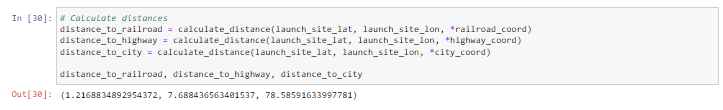 In [30]: # Calculate distances
distance_to_railroad = calculate_distance(launch_site_lat, launch_site_lon, *railroad_coord)
distance_to_highway = calculate_distance(launch_site_lat, launch_site_lon, *highway_coord)
distance_to_city = calculate_distance(launch_site_lat, launch_site_lon, *city_coord)
distance_to_railroad, distance_to_highway, distance_to_city
Out[30]: (1.2168834892954372, 7.688436563401537, 78.58591633997781)